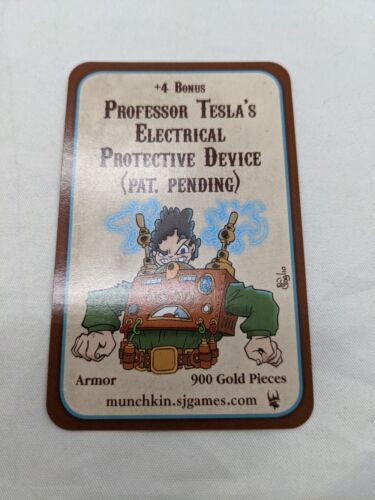 +4 Bonus
Professor Tesla's
Electrical
Protective Device
(pat. pending)
Armor
900 Gold Pieces
munchkin.sjgames.com